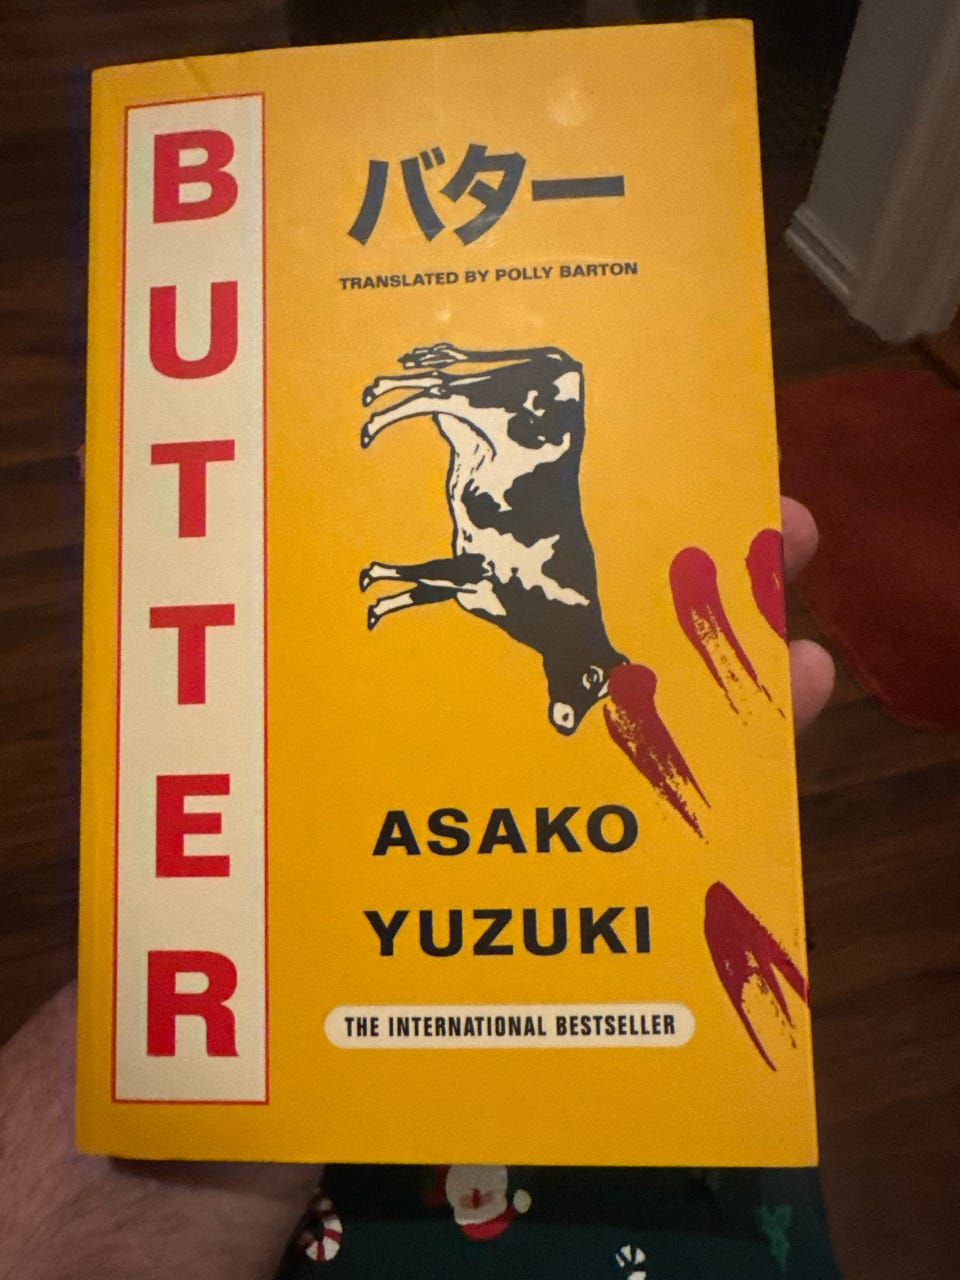 BUTTER
バター
TRANSLATED BY POLLY BARTON
ASAKO
YUZUKI
THE INTERNATIONAL BESTSELLER